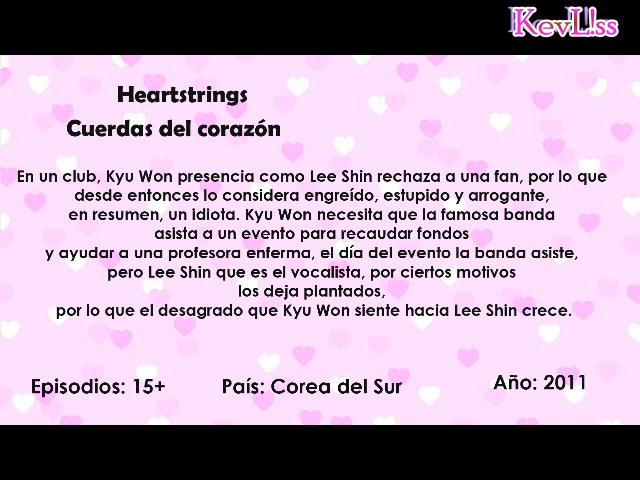 KevL!ss
Heartstrings
Cuerdas del corazón
En un club, Kyu Won presencia como Lee Shin rechaza a una fan, por lo que
desde entonces lo considera engreído, estupido y arrogante,
en resumen, un idiota. Kyu Won necesita que la famosa banda
asista a un evento para recaudar fondos
y ayudar a una profesora enferma, el día del evento la banda asiste,
pero Lee Shin que es el vocalista, por ciertos motivos
los deja plantados,
por lo que el desagrado que Kyu Won siente hacia Lee Shin crece.
Episodios: 15+ País: Corea del Sur Año: 2011